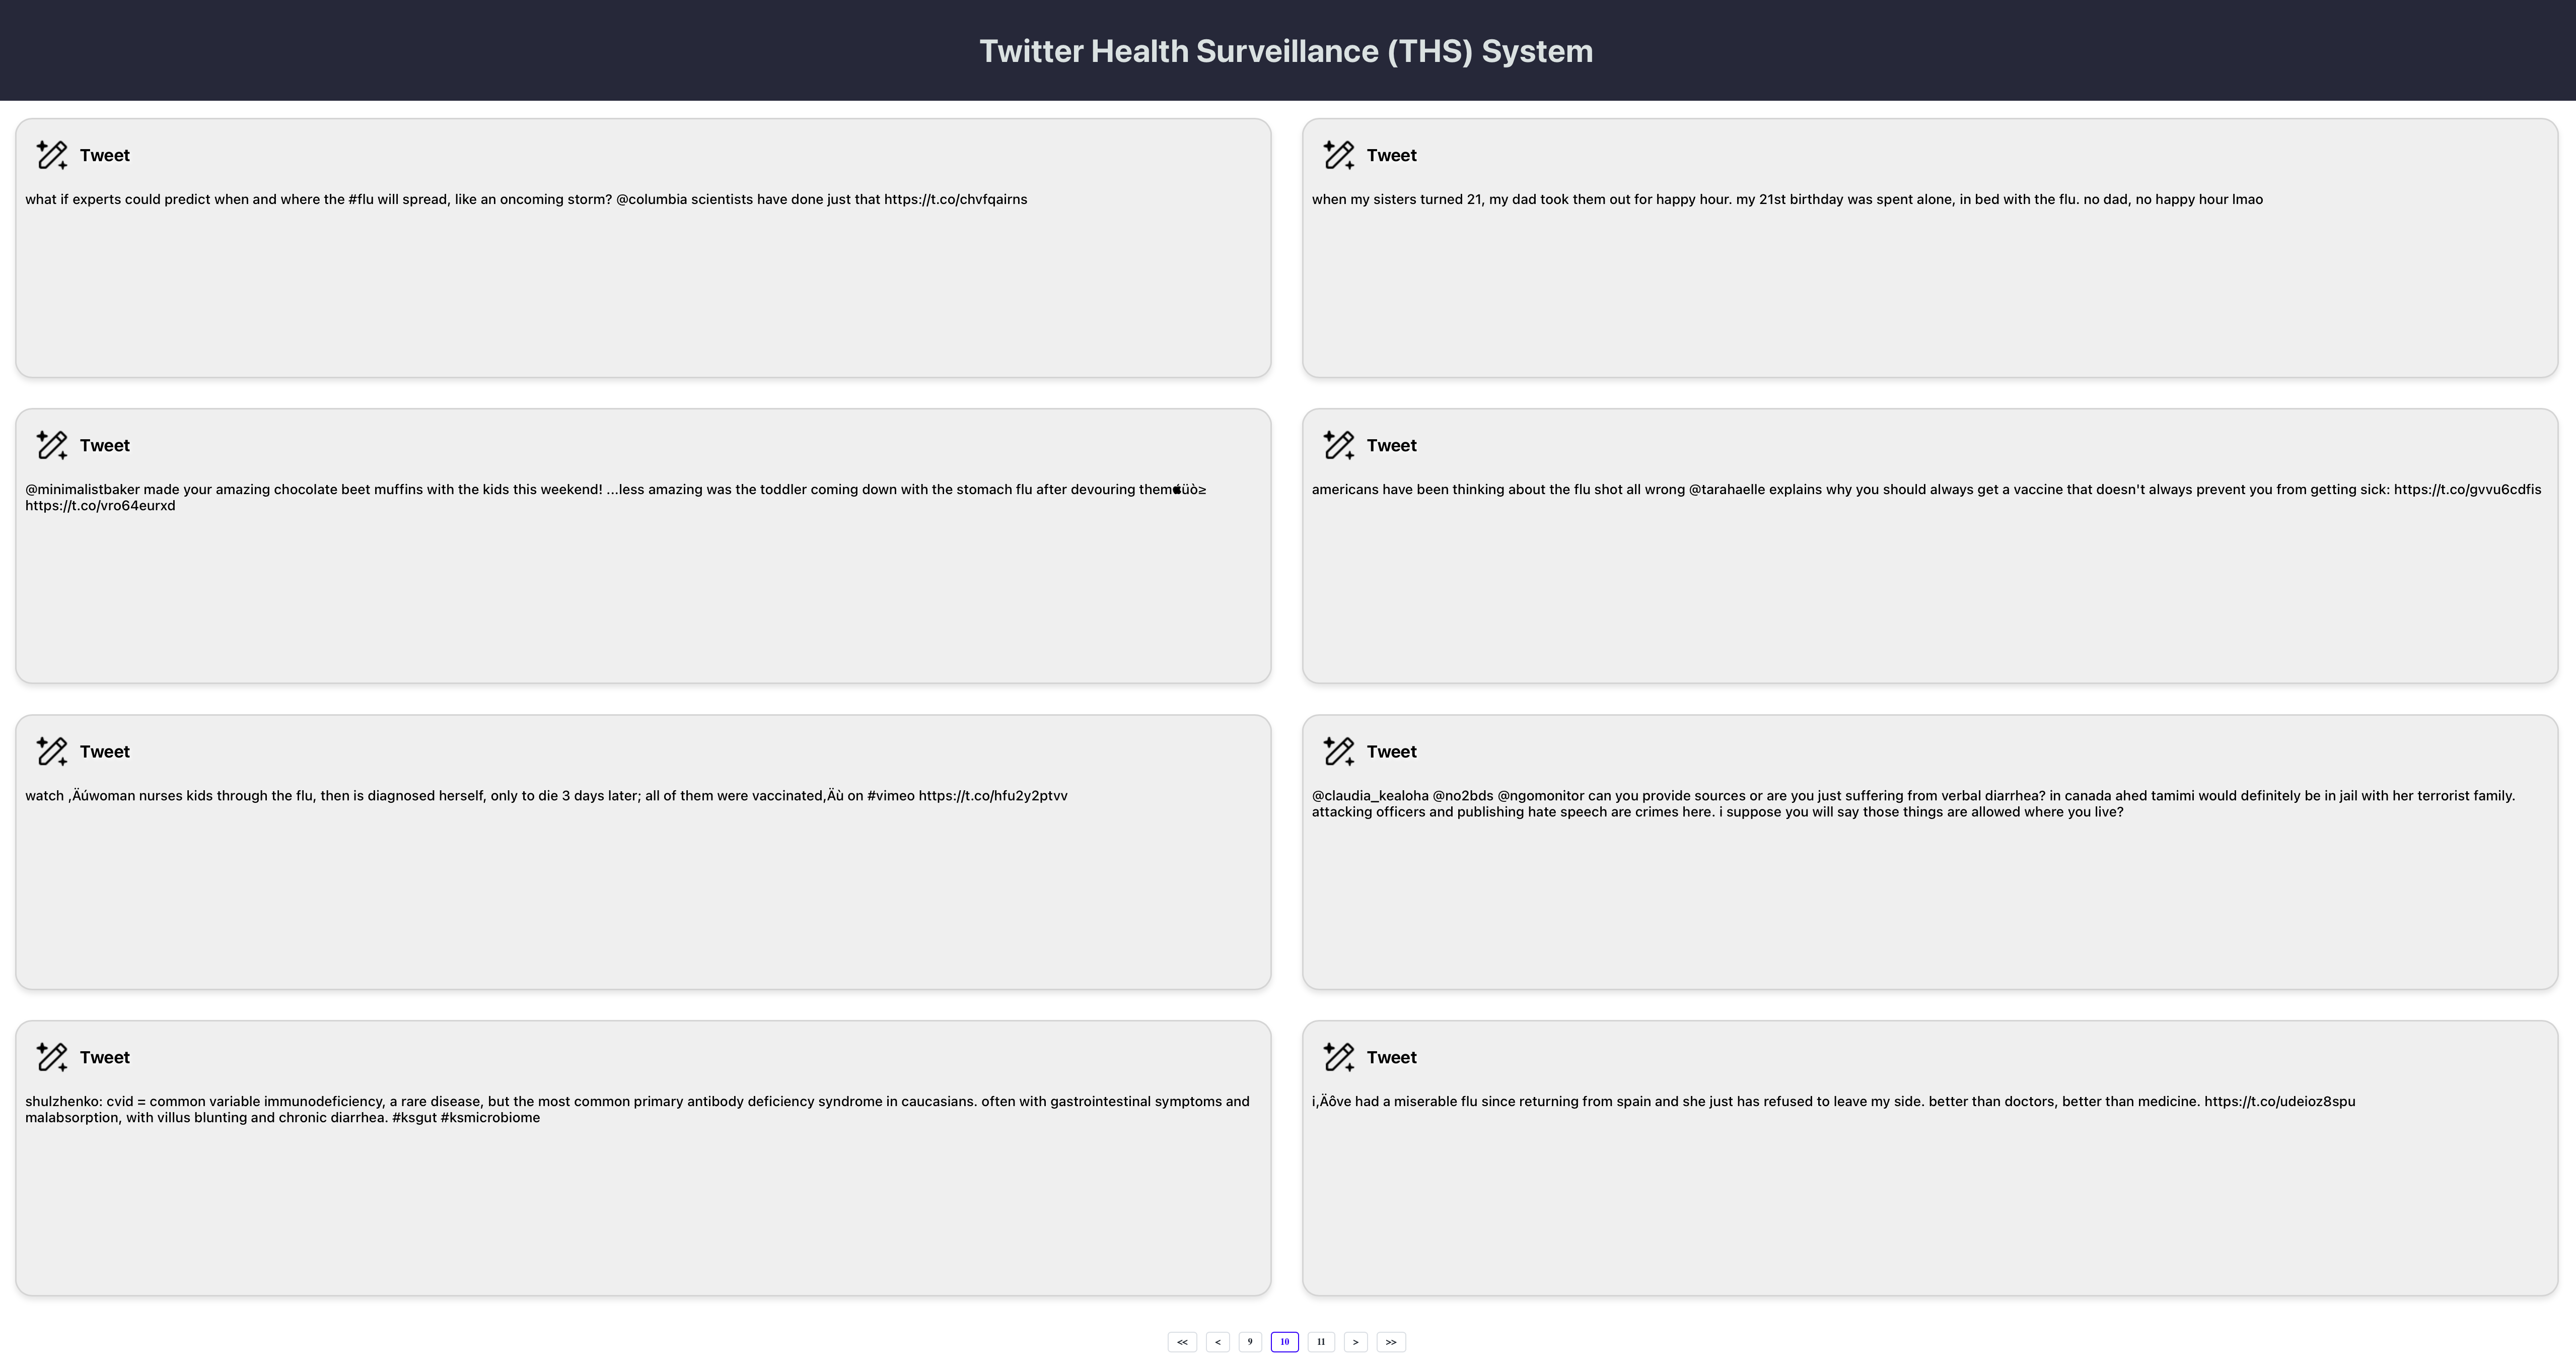 Twitter Health Surveillance (THS) System
Tweet
what if experts could predict when and where the #flu will spread, like an oncoming storm? @columbia scientists have done just that https://t.co/chvfqairns
Tweet
when my sisters turned 21, my dad took them out for happy hour. my 21st birthday was spent alone, in bed with the flu. no dad, no happy hour lmao
Tweet
@minimalistbaker made your amazing chocolate beet muffins with the kids this weekend! ...less amazing was the toddler coming down with the stomach flu after devouring them üò≥
https://t.co/vro64eurxd
Tweet
americans have been thinking about the flu shot all wrong @tarahaelle explains why you should always get a vaccine that doesn't always prevent you from getting sick: https://t.co/gvvu6cdfis
Tweet
watch ‚Äúwoman nurses kids through the flu, then is diagnosed herself, only to die 3 days later; all of them were vaccinated‚Äù on #vimeo https://t.co/hfu2y2ptvv
Tweet
@claudia_kealoha @no2bds @ngomonitor can you provide sources or are you just suffering from verbal diarrhea? in canada ahed tamimi would definitely be in jail with her terrorist family.
attacking officers and publishing hate speech are crimes here. i suppose you will say those things are allowed where you live?
Tweet
shulzhenko: cvid = common variable immunodeficiency, a rare disease, but the most common primary antibody deficiency syndrome in caucasians. often with gastrointestinal symptoms and
malabsorption, with villus blunting and chronic diarrhea. #ksgut #ksmicrobiome
Tweet
i‚Äôve had a miserable flu since returning from spain and she just has refused to leave my side. better than doctors, better than medicine. https://t.co/udeioz8spu
<< < 9 10 11 > >>